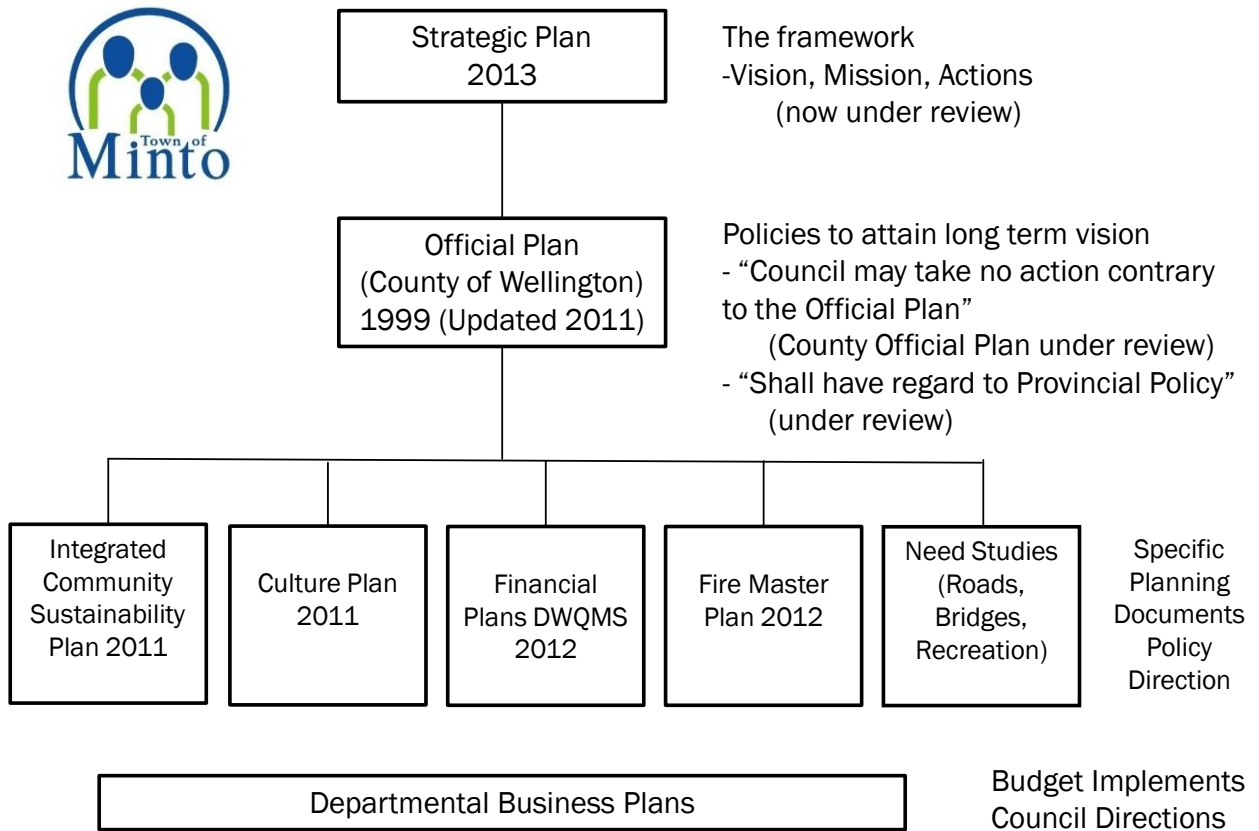 Town of
Minto
Strategic Plan
2013
The framework
-Vision, Mission, Actions
(now under review)
Official Plan
(County of Wellington)
1999 (Updated 2011)
Policies to attain long term vision
- “Council may take no action contrary
to the Official Plan”
(County Official Plan under review)
- “Shall have regard to Provincial Policy”
(under review)
Integrated
Community
Sustainability
Plan 2011
Culture Plan
2011
Financial
Plans DWQMS
2012
Fire Master
Plan 2012
Need Studies
(Roads,
Bridges,
Recreation)
Specific
Planning
Documents
Policy
Direction
Departmental Business Plans
Budget Implements
Council Directions